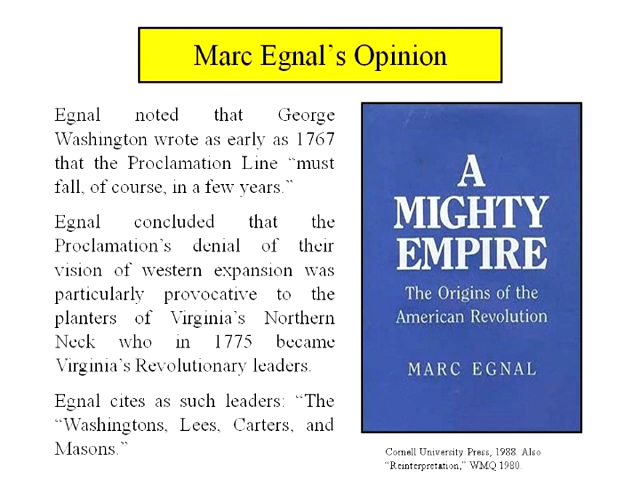 Marc Egnal's Opinion
Egnal noted that George
Washington wrote as early as 1767
that the Proclamation Line “must
fall, of course, in a few years.”
Egnal concluded that the
Proclamation's denial of their
vision of western expansion was
particularly provocative to the
planters of Virginia's Northern
Neck who in 1775 became
Virginia's Revolutionary leaders.
Egnal cites as such leaders: “The
“Washingtons, Lees, Carters, and
Masons.”
A
MIGHTY
EMPIRE
The Origins of the
American Revolution
MARC EGNAL
Cornell University Press, 1988. Also
“Reinterpretation,” WMQ 1980.